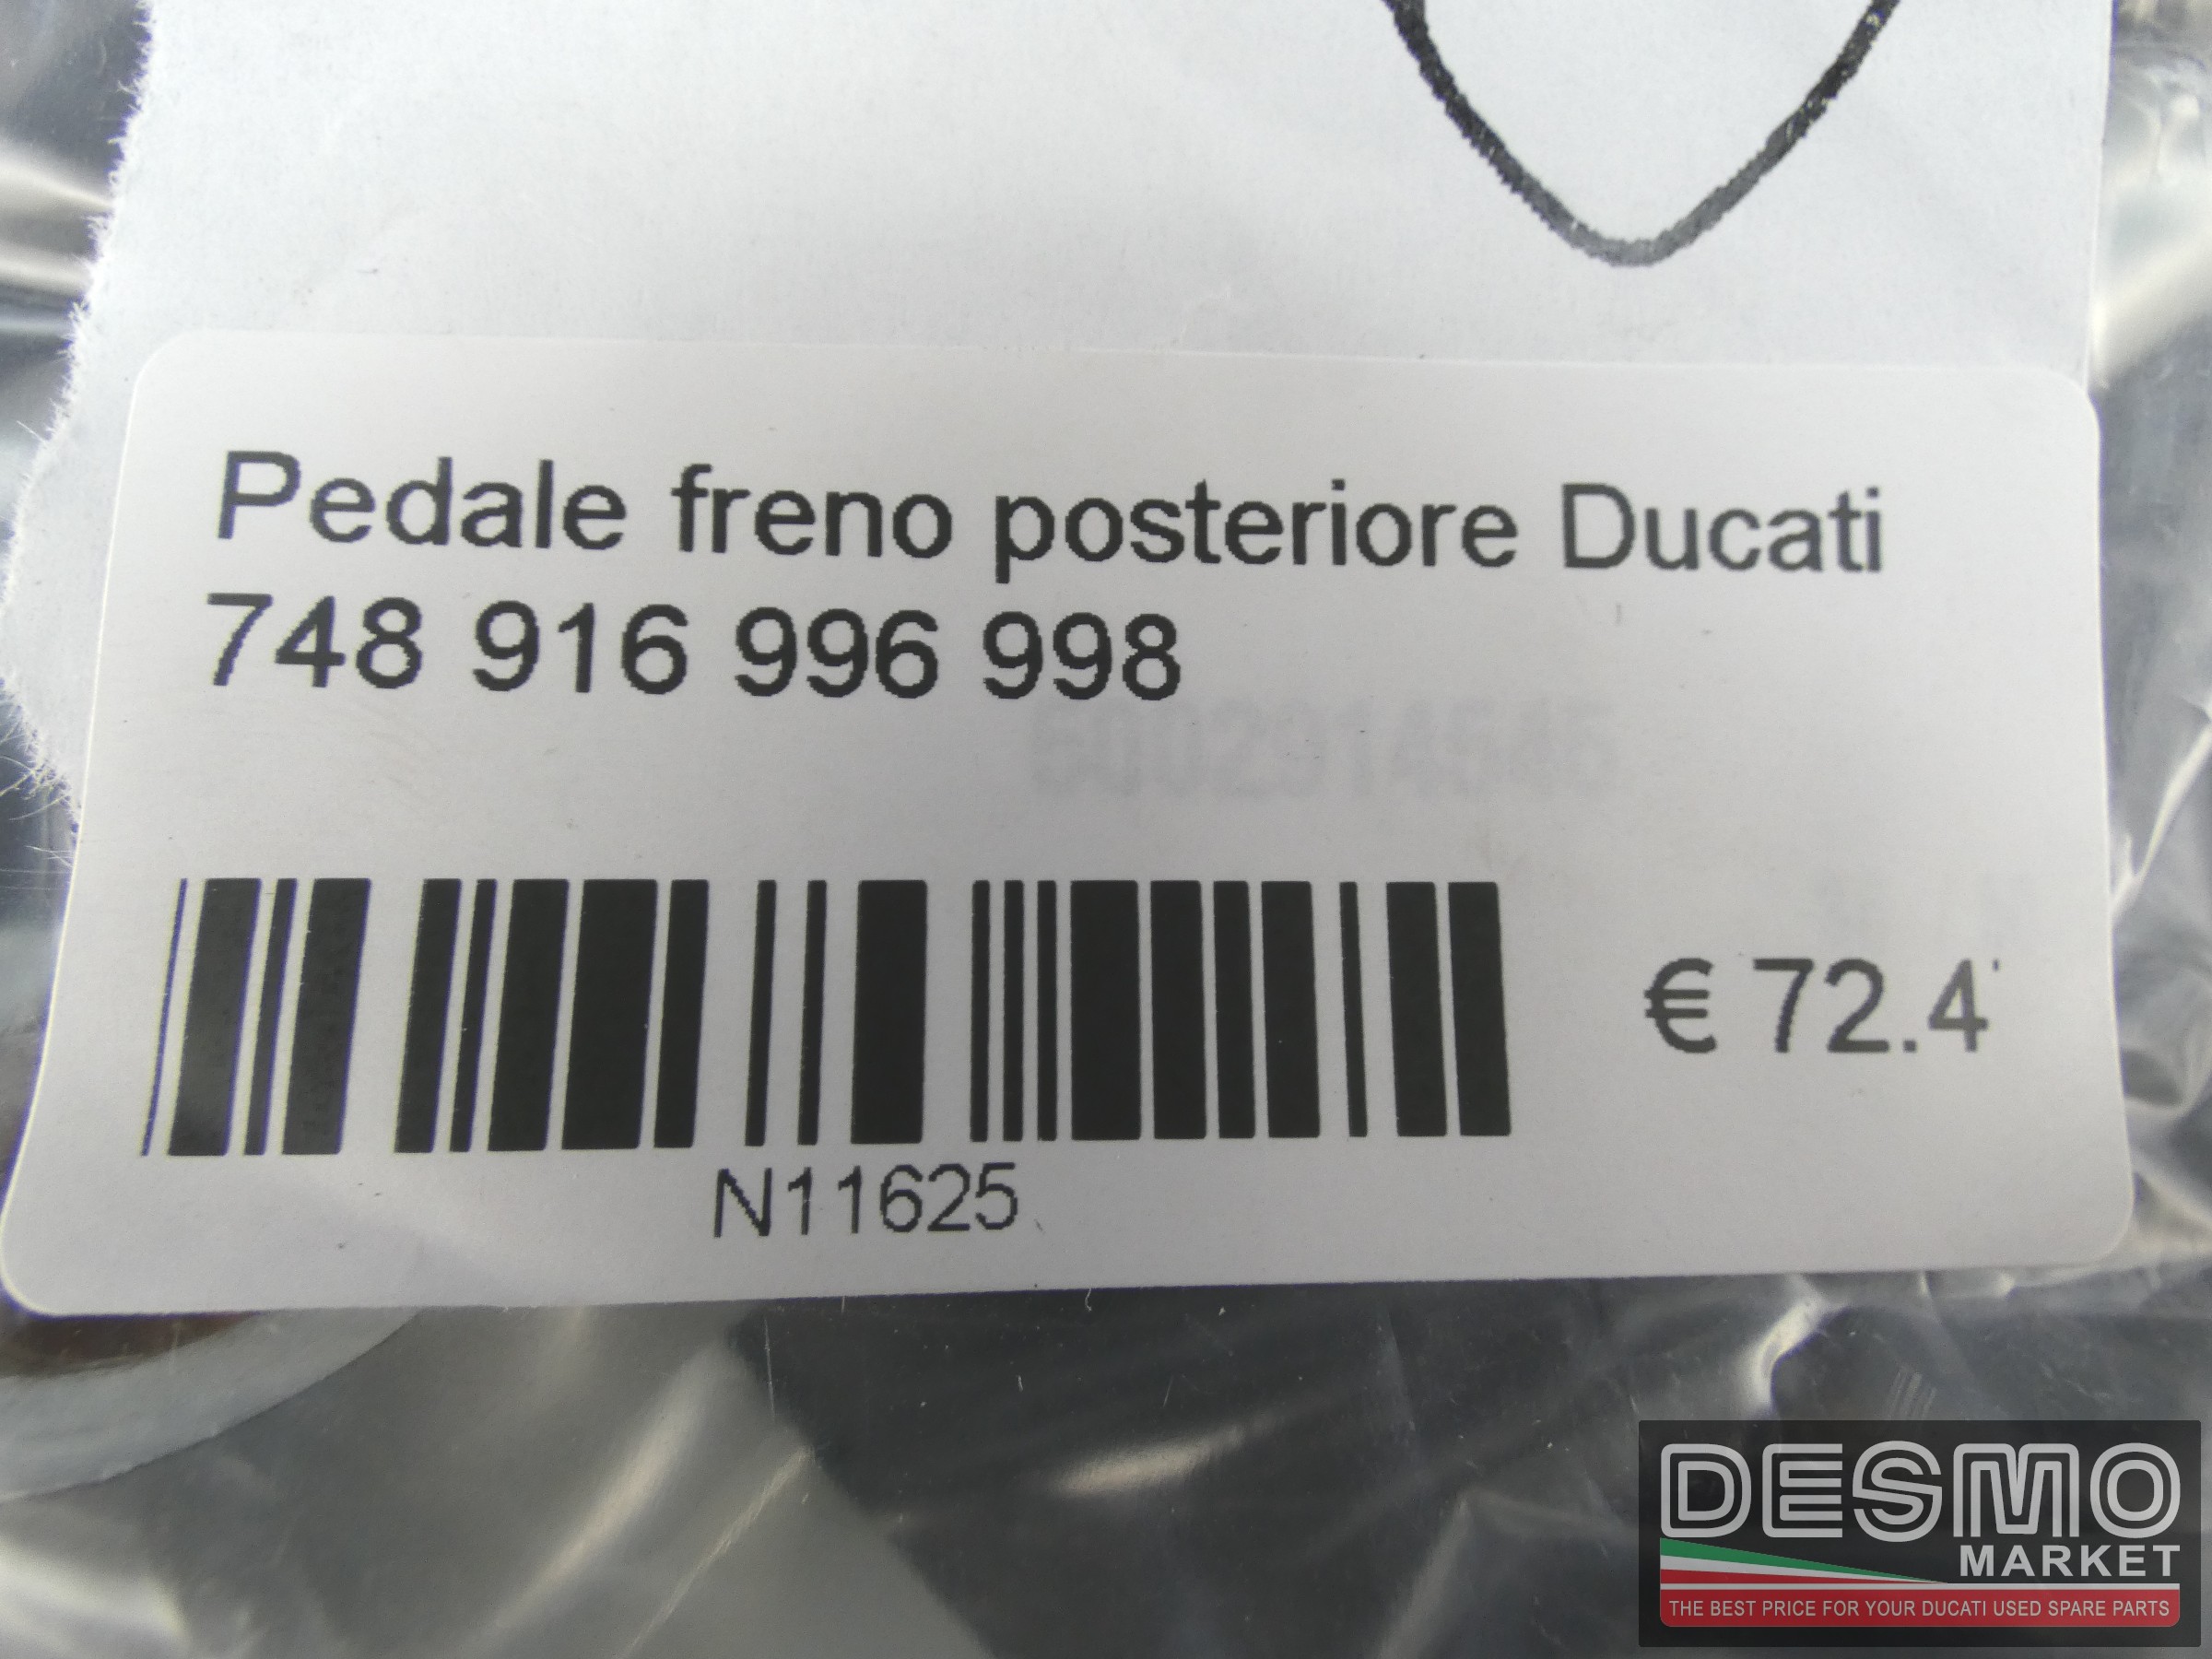 Pedale freno posteriore Ducati
748 916 996 998
€ 72.4
N11625
DESMO
MARKET
THE BEST PRICE FOR YOUR DUCATI USED SPARE PARTS